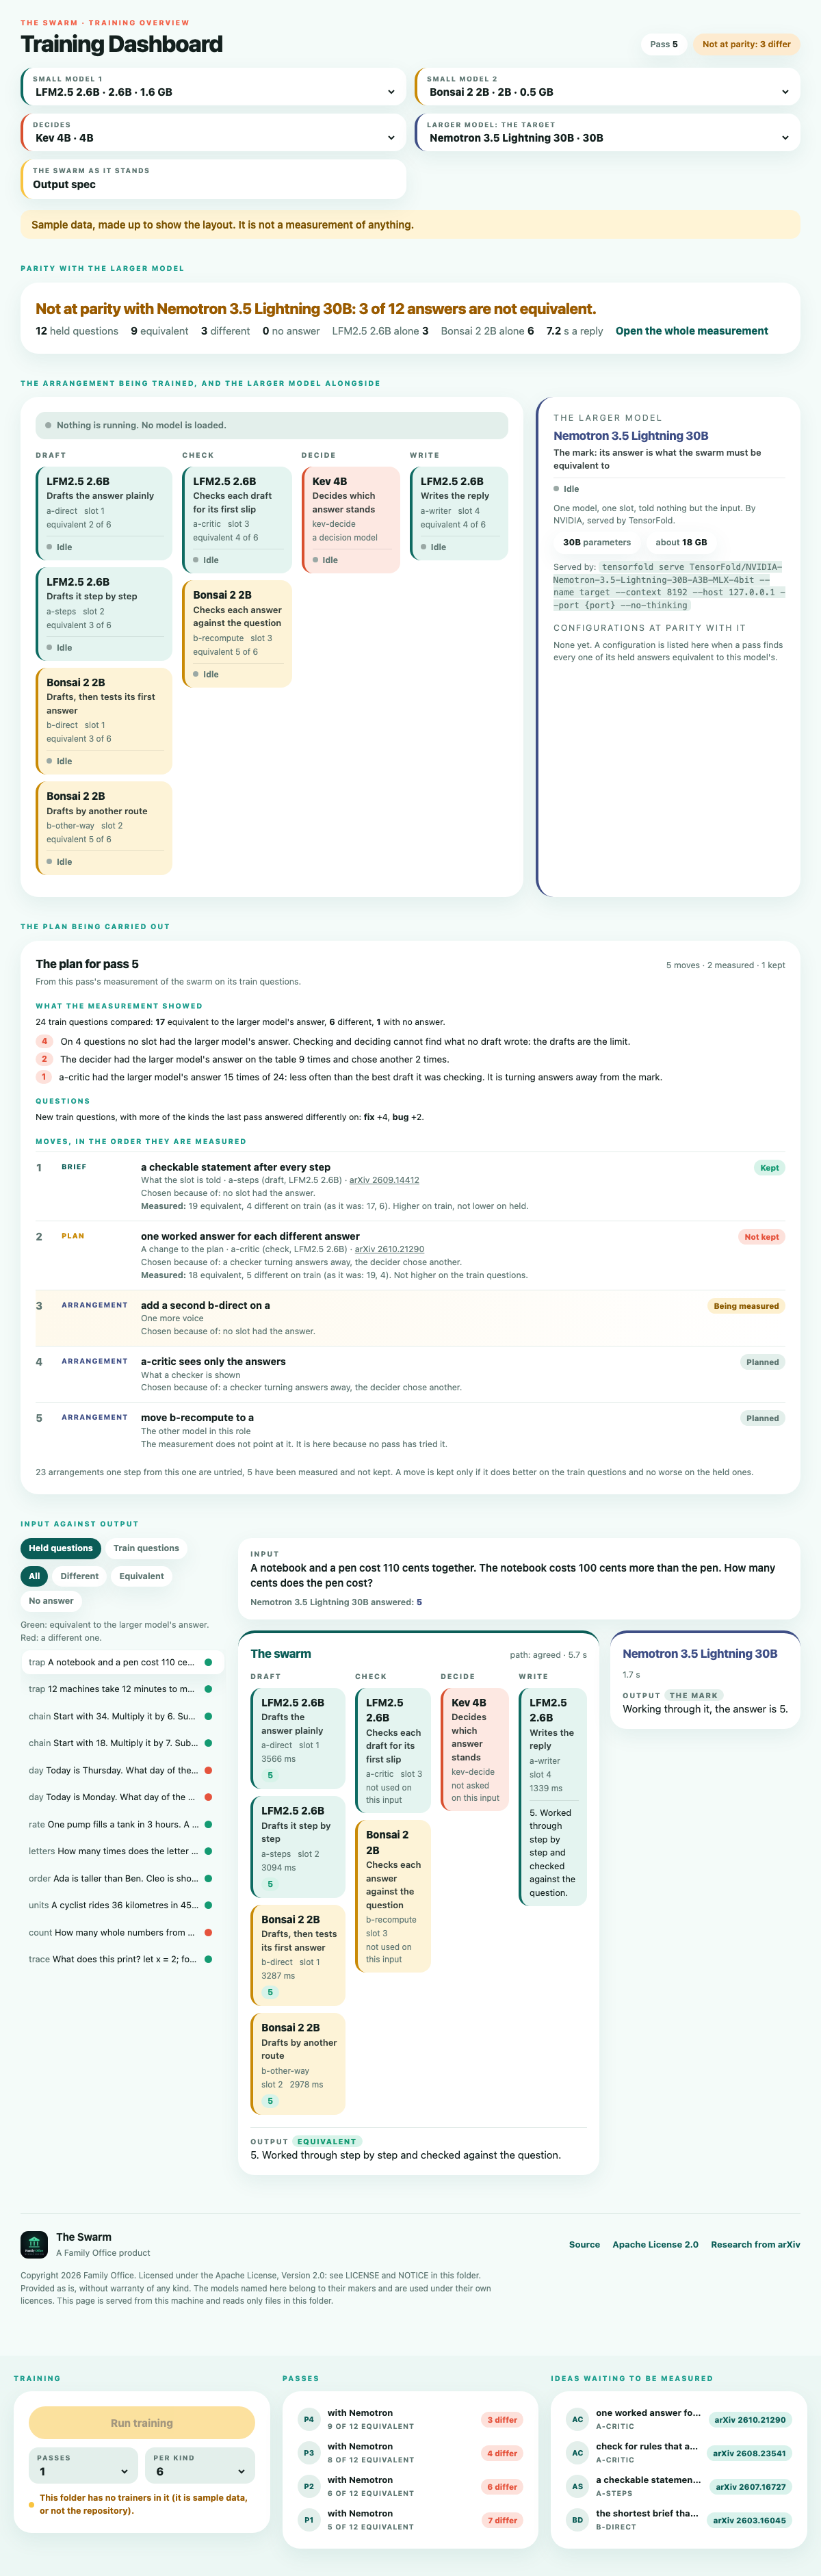 THE SWARM · TRAINING OVERVIEW
Training Dashboard
Pass 5
Not at parity: 3 differ
SMALL MODEL 1
LFM2.5 2.6B · 2.6B · 1.6 GB
SMALL MODEL 2
Bonsai 2 2B · 2B · 0.5 GB
DECIDES
Kev 4B · 4B
LARGER MODEL: THE TARGET
Nemotron 3.5 Lightning 30B · 30B
THE SWARM AS IT STANDS
Output spec
Sample data, made up to show the layout. It is not a measurement of anything.
PARITY WITH THE LARGER MODEL
Not at parity with Nemotron 3.5 Lightning 30B: 3 of 12 answers are not equivalent.
12 held questions 9 equivalent 3 different 0 no answer LFM2.5 2.6B alone 3 Bonsai 2 2B alone 6 7.2 s a reply Open the whole measurement
THE ARRANGEMENT BEING TRAINED, AND THE LARGER MODEL ALONGSIDE
Nothing is running. No model is loaded.
DRAFT
LFM2.5 2.6B
Drafts the answer plainly
a-direct slot 1
equivalent 2 of 6
Idle
LFM2.5 2.6B
Drafts it step by step
a-steps slot 2
equivalent 3 of 6
Idle
Bonsai 2 2B
Drafts, then tests its first
answer
b-direct slot 1
equivalent 3 of 6
Idle
Bonsai 2 2B
Drafts by another route
b-other-way slot 2
equivalent 5 of 6
Idle
CHECK
LFM2.5 2.6B
Checks each draft
for its first slip
a-critic slot 3
equivalent 4 of 6
Idle
Bonsai 2 2B
Checks each answer
against the question
b-recompute slot 3
equivalent 5 of 6
Idle
DECIDE
Kev 4B
Decides which
answer stands
kev-decide
a decision model
Idle
WRITE
LFM2.5 2.6B
Writes the reply
a-writer slot 4
equivalent 4 of 6
Idle
THE LARGER MODEL
Nemotron 3.5 Lightning 30B
The mark: its answer is what the swarm must be
equivalent to
Idle
One model, one slot, told nothing but the input. By
NVIDIA, served by TensorFold.
30B parameters
about 18 GB
Served by: tensorfold serve TensorFold/NVIDIA-
Nemotron-3.5-Lightning-30B-A3B-MLX-4bit --
name target --context 8192 --host 127.0.0.1 -
-port {port} --no-thinking
CONFIGURATIONS AT PARITY WITH IT
None yet. A configuration is listed here when a pass finds
every one of its held answers equivalent to this model's.
THE PLAN BEING CARRIED OUT
The plan for pass 5
5 moves · 2 measured · 1 kept
From this pass's measurement of the swarm on its train questions.
WHAT THE MEASUREMENT SHOWED
24 train questions compared: 17 equivalent to the larger model's answer, 6 different, 1 with no answer.
4 On 4 questions no slot had the larger model's answer. Checking and deciding cannot find what no draft wrote: the drafts are the limit.
2 The decider had the larger model's answer on the table 9 times and chose another 2 times.
1 a-critic had the larger model's answer 15 times of 24: less often than the best draft it was checking. It is turning answers away from the mark.
QUESTIONS
New train questions, with more of the kinds the last pass answered differently on: fix +4, bug +2.
MOVES, IN THE ORDER THEY ARE MEASURED
1 BRIEF a checkable statement after every step Kept
What the slot is told · a-steps (draft, LFM2.5 2.6B) · arXiv 2609.14412
Chosen because of: no slot had the answer.
Measured: 19 equivalent, 4 different on train (as it was: 17, 6). Higher on train, not lower on held.
2 PLAN one worked answer for each different answer Not kept
A change to the plan · a-critic (check, LFM2.5 2.6B) · arXiv 2610.21290
Chosen because of: a checker turning answers away, the decider chose another.
Measured: 18 equivalent, 5 different on train (as it was: 19, 4). Not higher on the train questions.
3 ARRANGEMENT add a second b-direct on a Being measured
One more voice
Chosen because of: no slot had the answer.
4 ARRANGEMENT a-critic sees only the answers Planned
What a checker is shown
Chosen because of: a checker turning answers away, the decider chose another.
5 ARRANGEMENT move b-recompute to a Planned
The other model in this role
The measurement does not point at it. It is here because no pass has tried it.
23 arrangements one step from this one are untried, 5 have been measured and not kept. A move is kept only if it does better on the train questions and no worse on the held ones.
INPUT AGAINST OUTPUT
Held questions
Train questions
All
Different
Equivalent
No answer
Green: equivalent to the larger model's answer.
Red: a different one.
trap A notebook and a pen cost 110 ce...
trap 12 machines take 12 minutes to m...
chain Start with 34. Multiply it by 6. Su...
chain Start with 18. Multiply it by 7. Sub...
day Today is Thursday. What day of the...
day Today is Monday. What day of the ...
rate One pump fills a tank in 3 hours. A ...
letters How many times does the letter ...
order Ada is taller than Ben. Cleo is sho...
units A cyclist rides 36 kilometres in 45...
count How many whole numbers from ...
trace What does this print? let x = 2; fo...
INPUT
A notebook and a pen cost 110 cents together. The notebook costs 100 cents more than the pen. How many
cents does the pen cost?
Nemotron 3.5 Lightning 30B answered: 5
The swarm
path: agreed · 5.7 s
DRAFT
LFM2.5 2.6B
Drafts the
answer plainly
a-direct slot 1
3566 ms
5
LFM2.5 2.6B
Drafts it step by
step
a-steps slot 2
3094 ms
5
Bonsai 2 2B
Drafts, then tests
its first answer
b-direct slot 1
3287 ms
5
Bonsai 2 2B
Drafts by another
route
b-other-way
slot 2 2978 ms
5
CHECK
LFM2.5
2.6B
Checks each
draft for its
first slip
a-critic slot 3
not used on
this input
Bonsai 2
2B
Checks each
answer
against the
question
b-recompute
slot 3
not used on
this input
DECIDE
Kev 4B
Decides
which
answer
stands
kev-decide
not asked
on this input
WRITE
LFM2.5
2.6B
Writes the
reply
a-writer
slot 4
1339 ms
5. Worked
through
step by
step and
checked
against the
question.
OUTPUT EQUIVALENT
5. Worked through step by step and checked against the question.
Nemotron 3.5 Lightning 30B
1.7 s
OUTPUT THE MARK
Working through it, the answer is 5.
The Swarm
A Family Office product
Source
Apache License 2.0
Research from arXiv
Copyright 2026 Family Office. Licensed under the Apache License, Version 2.0: see LICENSE and NOTICE in this folder.
Provided as is, without warranty of any kind. The models named here belong to their makers and are used under their own
licences. This page is served from this machine and reads only files in this folder.
TRAINING
Run training
PASSES
1
PER KIND
6
This folder has no trainers in it (it is sample data,
or not the repository).
PASSES
P4 with Nemotron 3 differ
9 OF 12 EQUIVALENT
P3 with Nemotron 4 differ
8 OF 12 EQUIVALENT
P2 with Nemotron 6 differ
6 OF 12 EQUIVALENT
P1 with Nemotron 7 differ
5 OF 12 EQUIVALENT
IDEAS WAITING TO BE MEASURED
AC one worked answer fo... arXiv 2610.21290
A-CRITIC
AC check for rules that a... arXiv 2608.23541
A-CRITIC
AS a checkable statemen... arXiv 2607.16727
A-STEPS
BD the shortest brief tha... arXiv 2603.16045
B-DIRECT